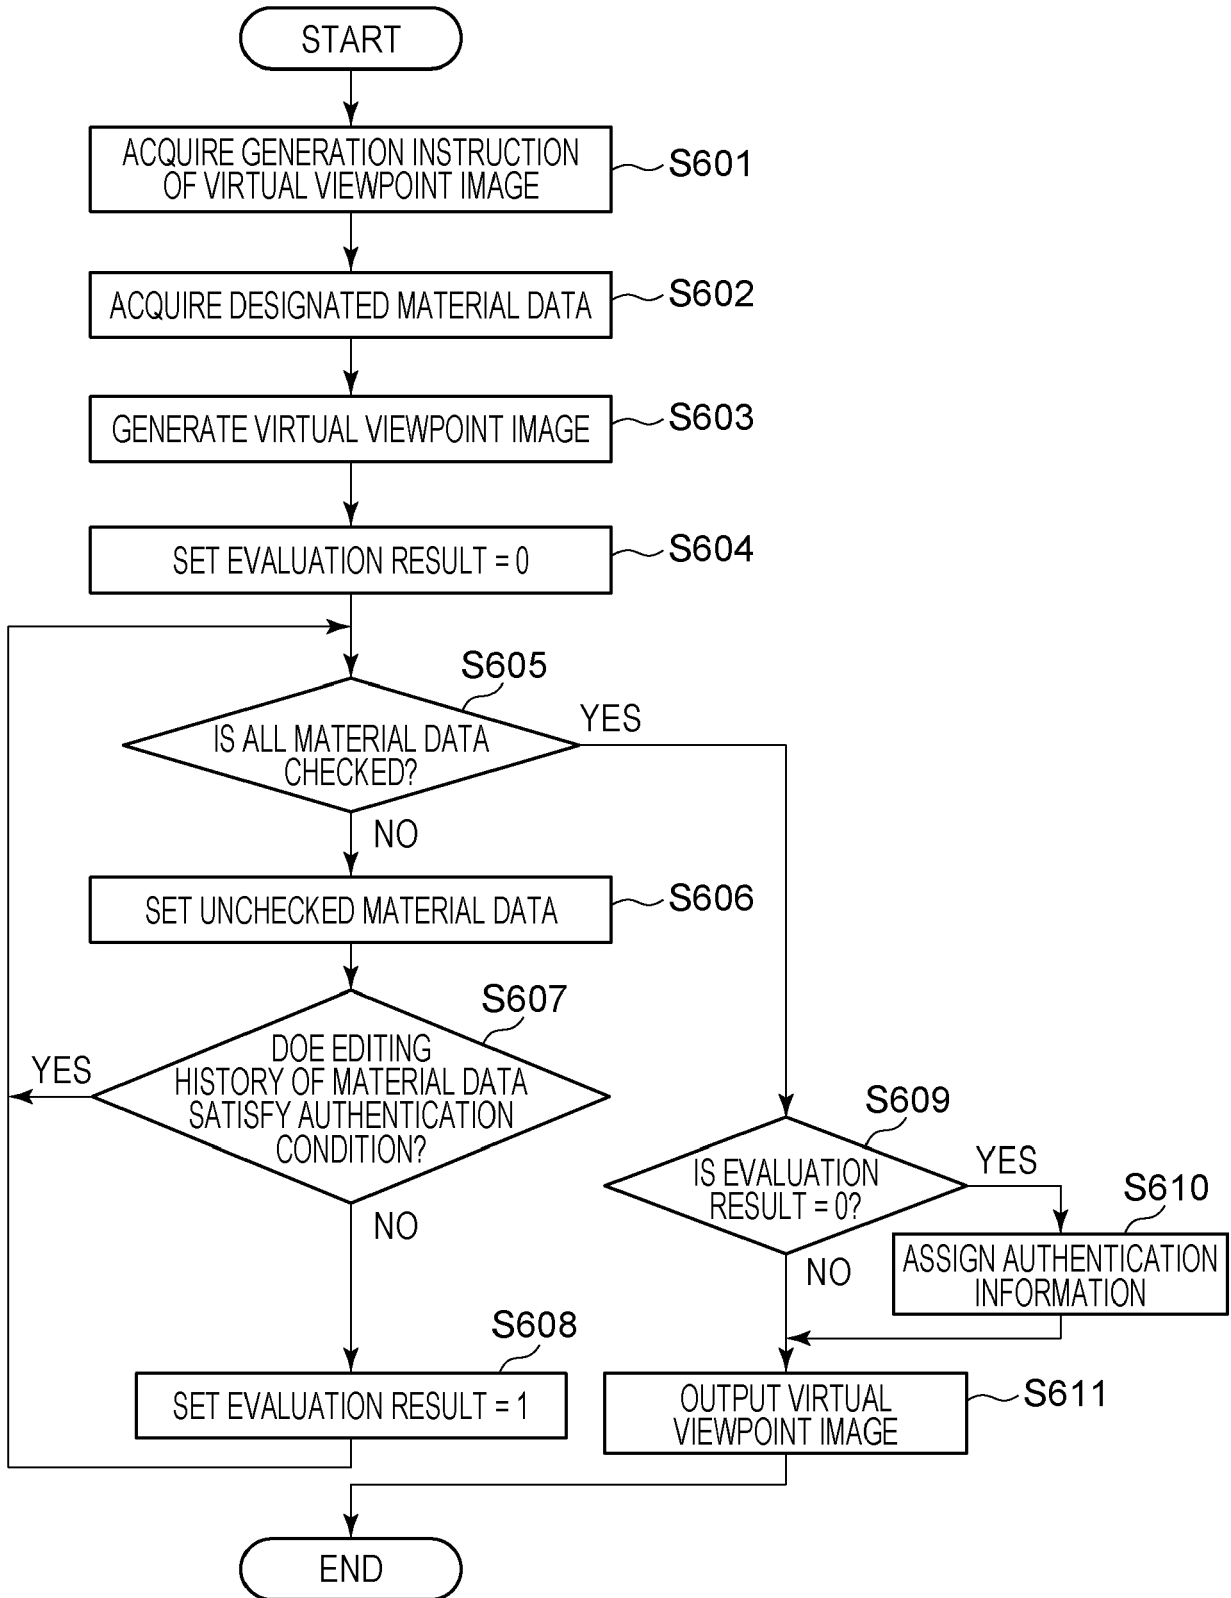 START
ACQUIRE GENERATION INSTRUCTION
OF VIRTUAL VIEWPOINT IMAGE
S601
ACQUIRE DESIGNATED MATERIAL DATA
S602
GENERATE VIRTUAL VIEWPOINT IMAGE
S603
SET EVALUATION RESULT = 0
S604
S605
IS ALL MATERIAL DATA
CHECKED?
YES
NO
SET UNCHECKED MATERIAL DATA
S606
S607
DOE EDITING
HISTORY OF MATERIAL DATA
SATISFY AUTHENTICATION
CONDITION?
YES
NO
S608
SET EVALUATION RESULT = 1
S609
IS EVALUATION
RESULT = 0?
YES
NO
S610
ASSIGN AUTHENTICATION
INFORMATION
OUTPUT VIRTUAL
VIEWPOINT IMAGE
S611
END